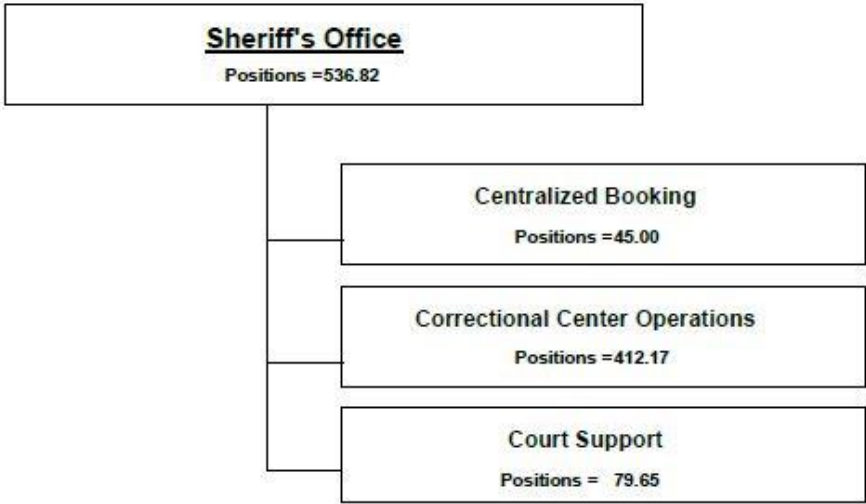 Sheriff's Office
Positions =536.82
Centralized Booking
Positions =45.00
Correctional Center Operations
Positions =412.17
Court Support
Positions = 79.65